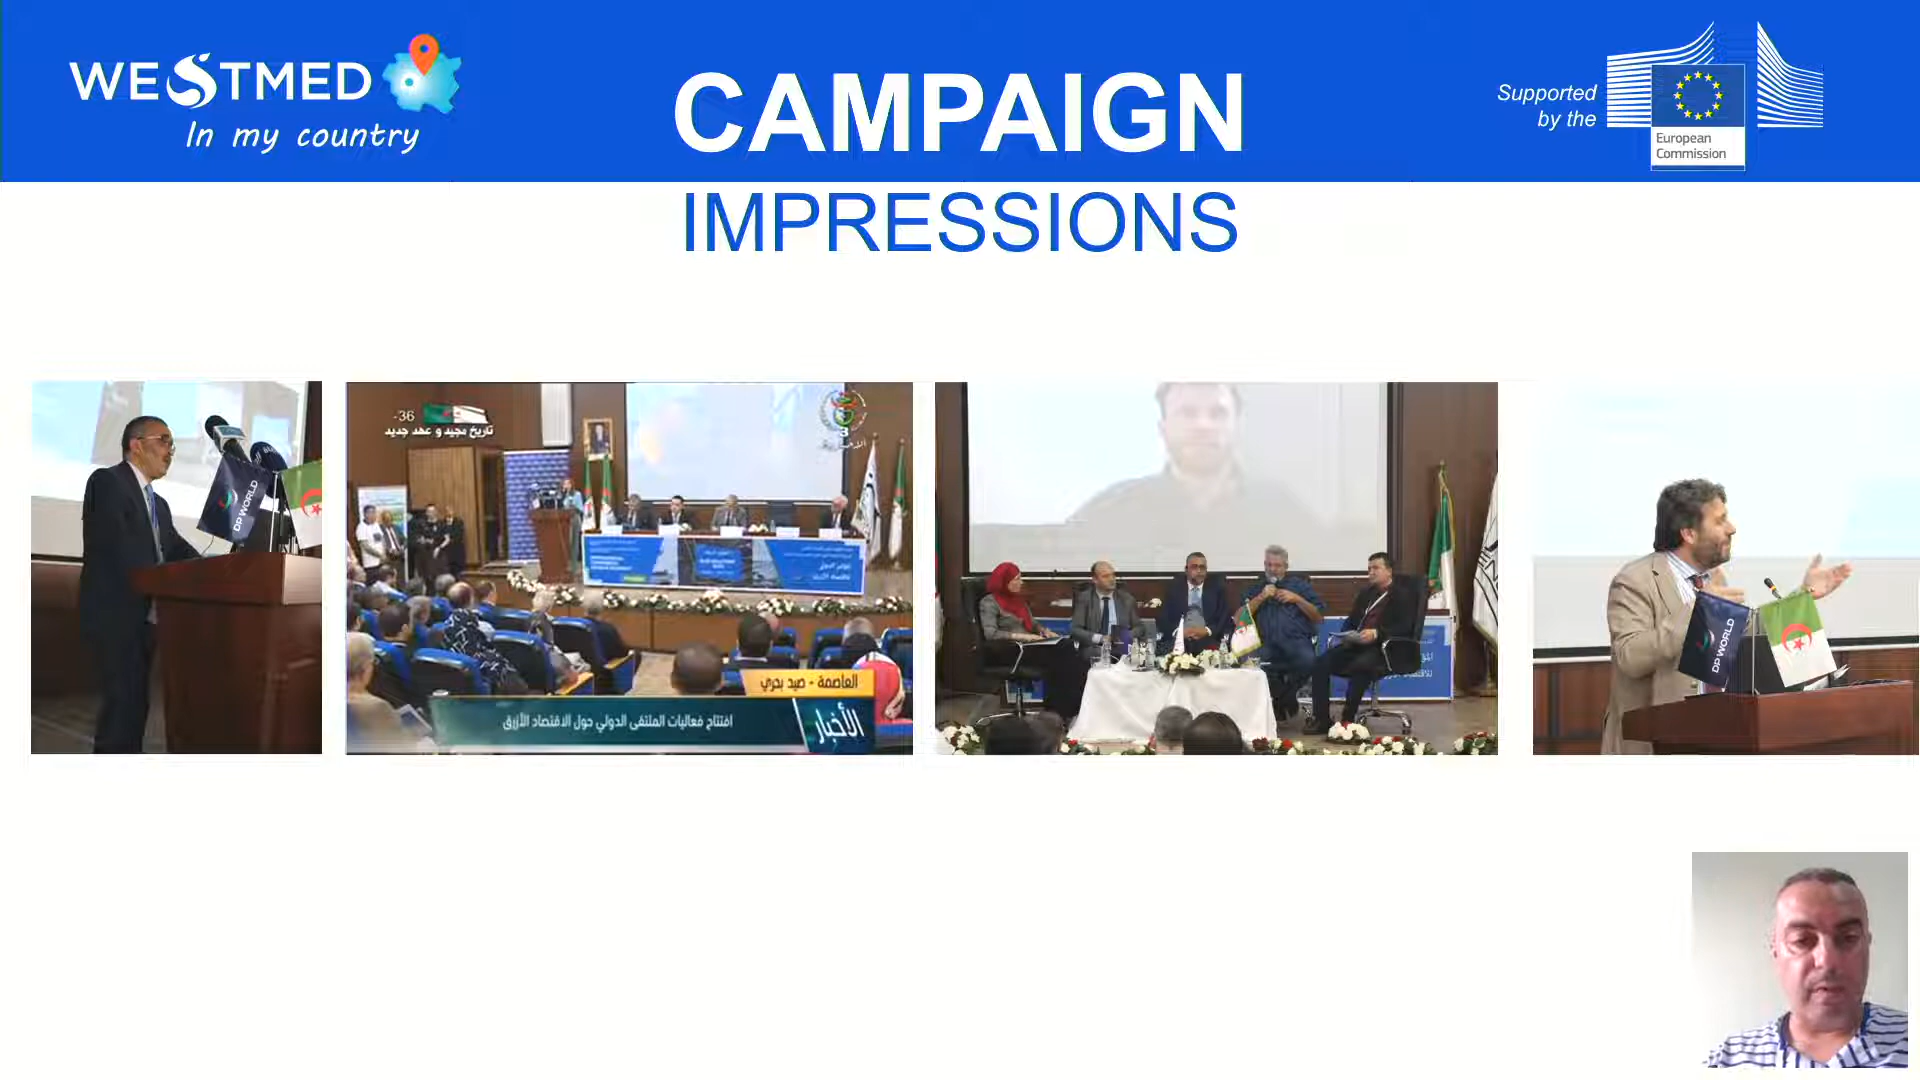 WESTMED
In my country
CAMPAIGN
IMPRESSIONS
Supported
by the
European
Commission
DP WORLD
-36
تاريخ مجيد و عهد جديد
العاصمة - صيد بحري
افتتاح فعاليات الملتقى الدولي حول الاقتصاد الأزرق
الأخبار
DP WORLD